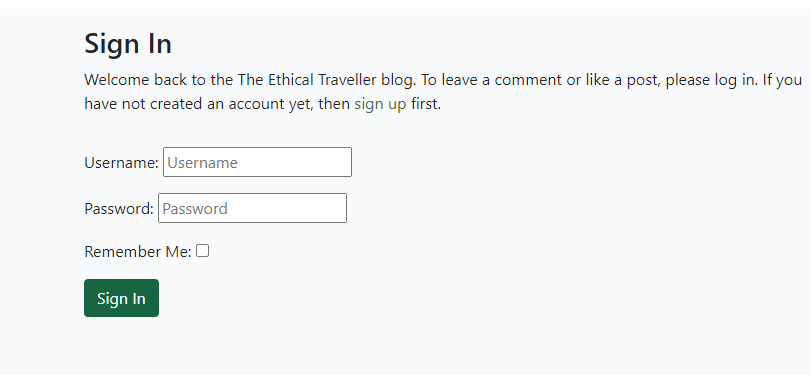 Sign In
Welcome back to the The Ethical Traveller blog. To leave a comment or like a post, please log in. If you
have not created an account yet, then sign up first.
Username: Username
Password: Password
Remember Me:
Sign In